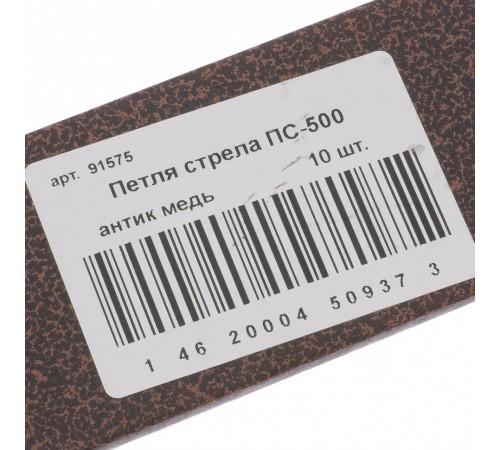 арт. 91575
Петля стрела ПС-500
антик медь 10 шт.
1 46 20004 50937 3